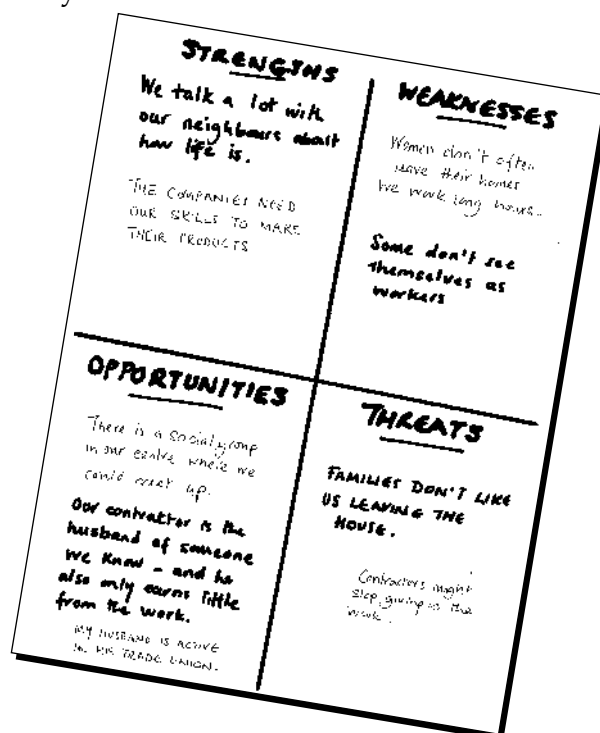 STRENGTHS
We talk a lot with
our neighbours about
how life is.
THE COMPANIES NEED
OUR SKILLS TO MAKE
THEIR PRODUCTS
WEAKNESSES
Women don't often
leave their homes
We work long hours..
Some don't see
themselves as
workers
OPPORTUNITIES
There is a social group
in our centre where we
could meet up.
Our contractor is the
husband of someone
we know - and he
also only earns little
from the work.
MY HUSBAND IS ACTIVE
IN HIS TRADE UNION.
THREATS
FAMILIES DON'T LIKE
US LEAVING THE
HOUSE.
Contractors might
stop giving us the
work.